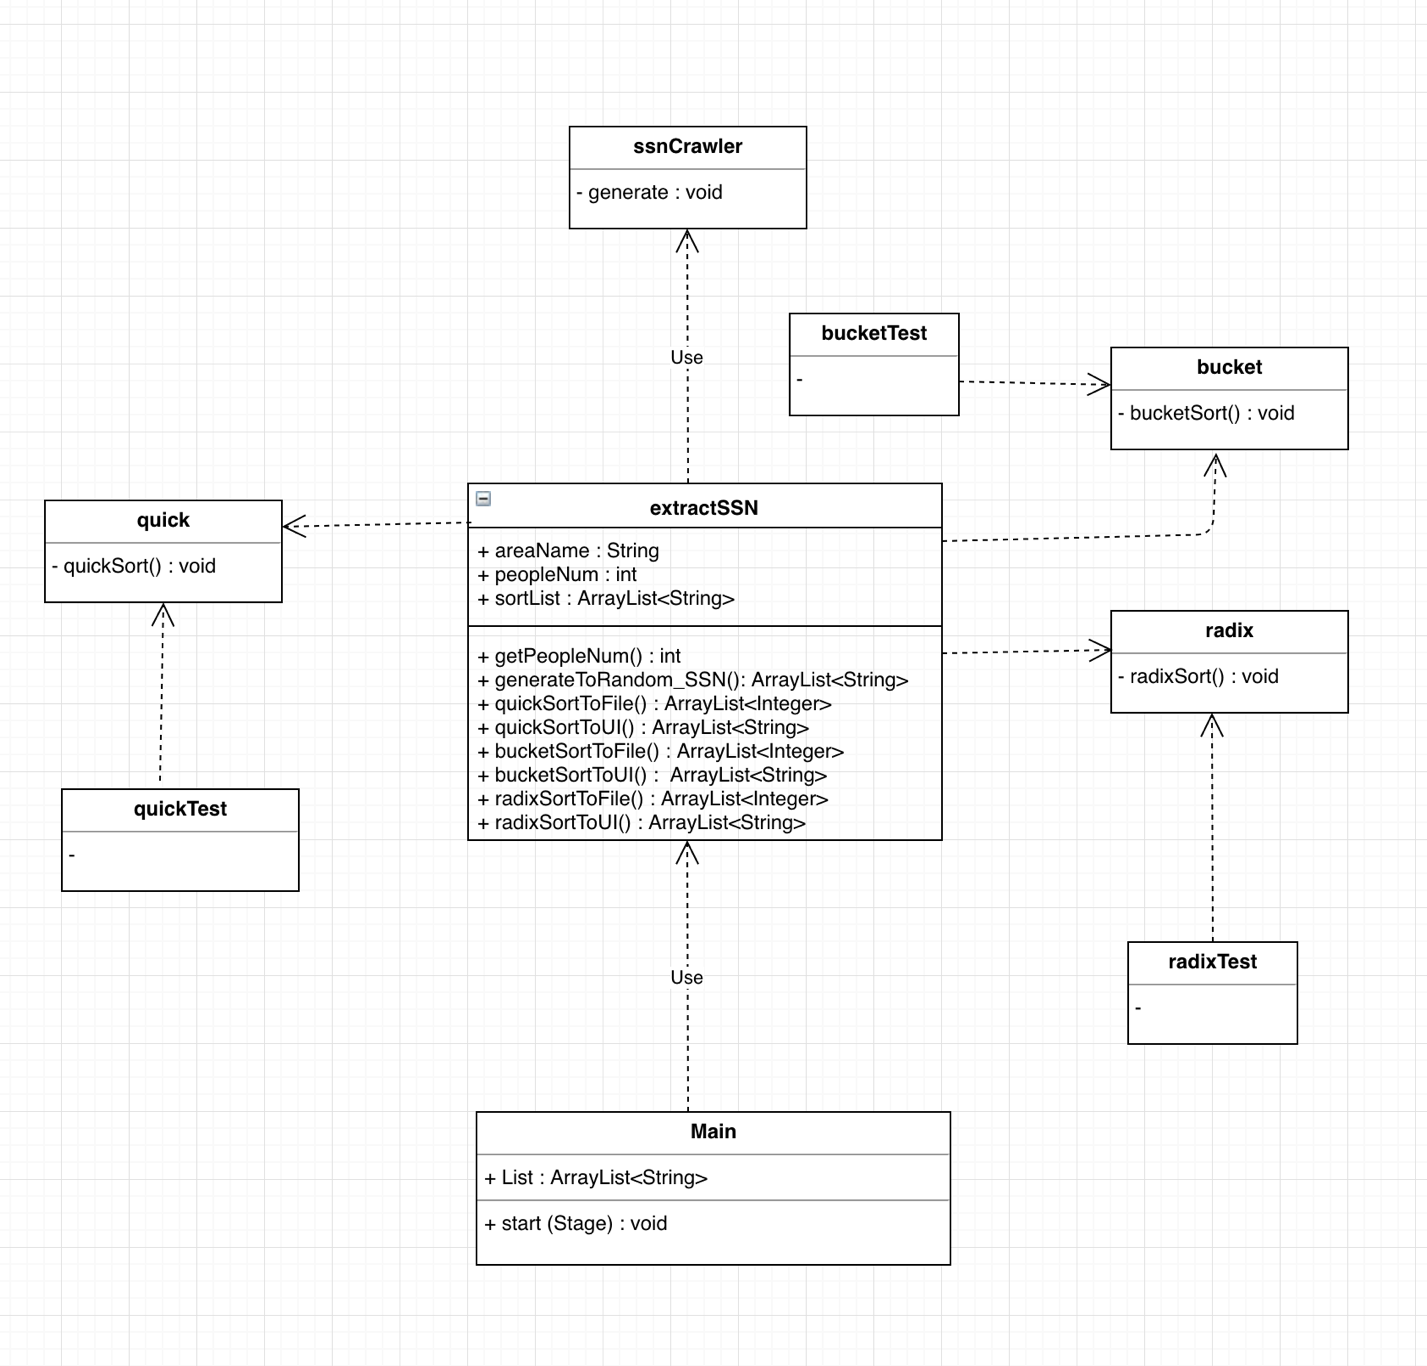 ssnCrawler
- generate : void
Use
bucketTest
-
bucket
- bucketSort() : void
quick
- quickSort() : void
extractSSN
+ areaName : String
+ peopleNum : int
+ sortList : ArrayList<String>
+ getPeopleNum() : int
+ generateToRandom_SSN(): ArrayList<String>
+ quickSortToFile() : ArrayList<Integer>
+ quickSortToUI() : ArrayList<String>
+ bucketSortToFile() : ArrayList<Integer>
+ bucketSortToUI() :  ArrayList<String>
+ radixSortToFile() : ArrayList<Integer>
+ radixSortToUI() : ArrayList<String>
radix
- radixSort() : void
quickTest
-
radixTest
-
Use
Main
+ List : ArrayList<String>
+ start (Stage) : void